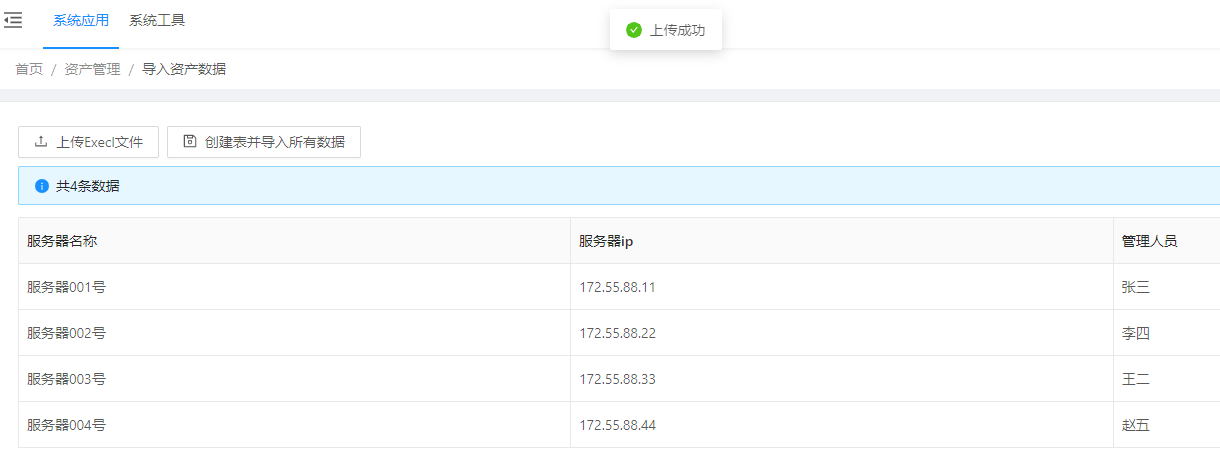 系统应用 系统工具
上传成功
首页 / 资产管理 / 导入资产数据
上传Execl文件 创建表并导入所有数据
共4条数据
服务器名称 服务器ip 管理人员
服务器001号 172.55.88.11 张三
服务器002号 172.55.88.22 李四
服务器003号 172.55.88.33 王二
服务器004号 172.55.88.44 赵五